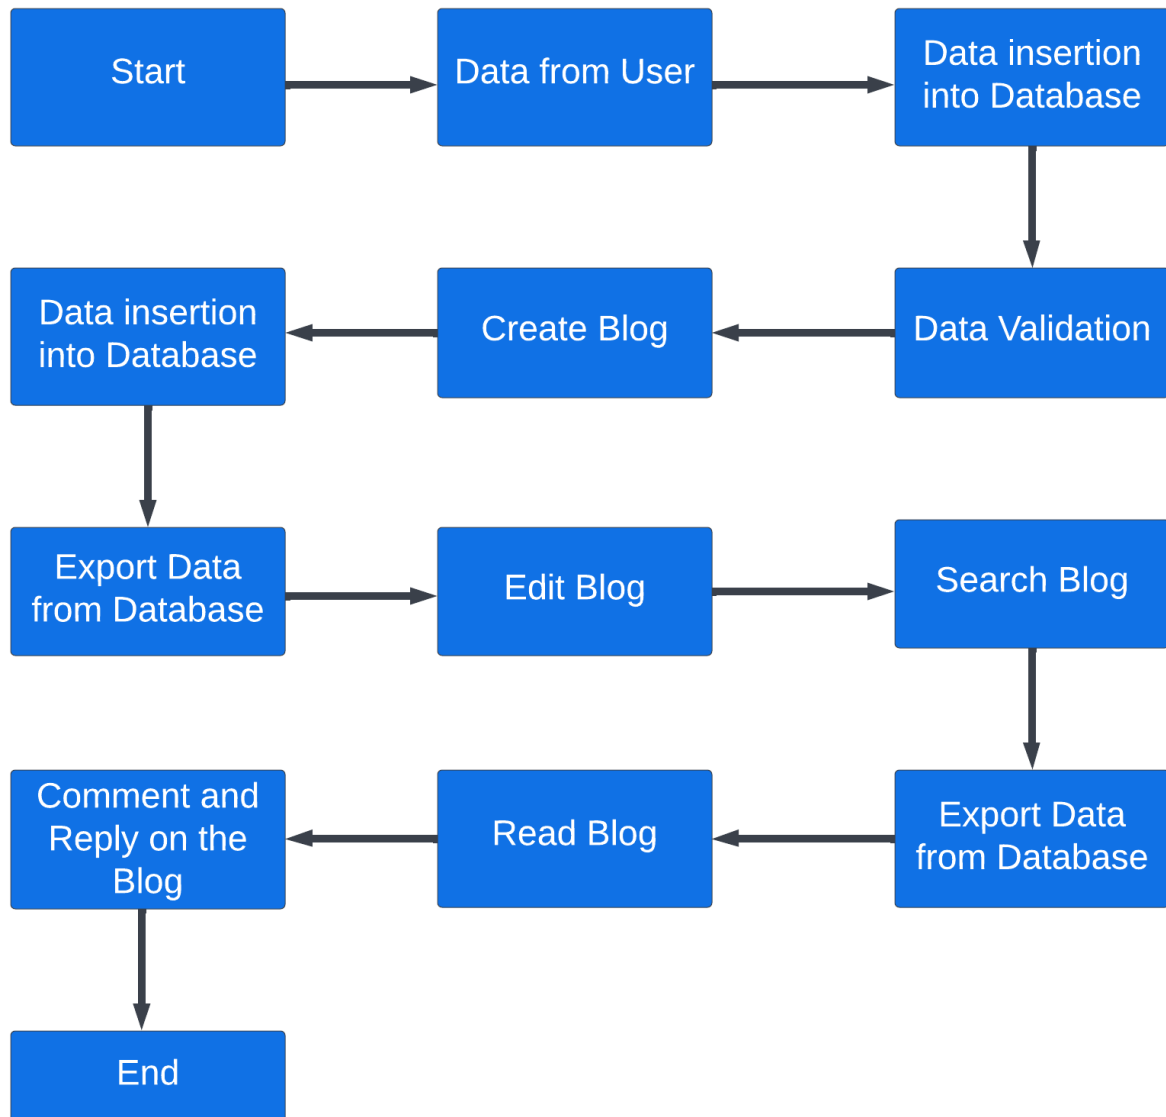 Start
Data from User
Data insertion
into Database
Data insertion
into Database
Create Blog
Data Validation
Export Data
from Database
Edit Blog
Search Blog
Comment and
Reply on the
Blog
Read Blog
Export Data
from Database
End